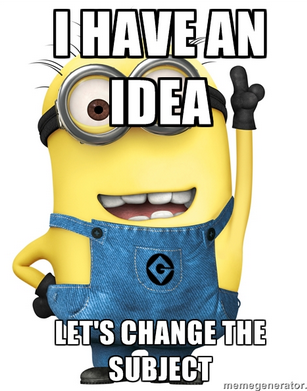 I HAVE AN
IDEA
G
LET'S CHANGE THE
SUBJECT
memegenerator.